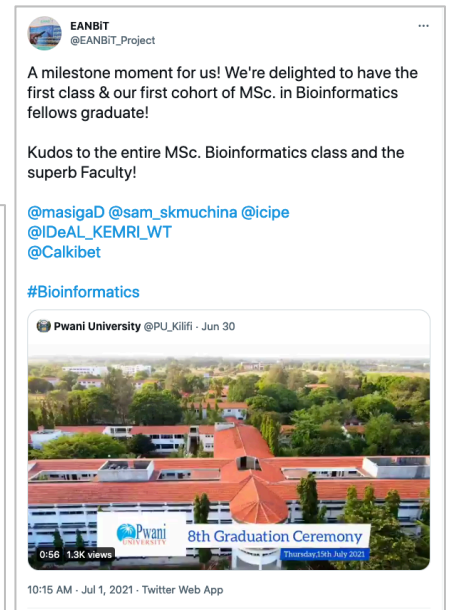 EANBiT
@EANBiT_Project
A milestone moment for us! We're delighted to have the
first class & our first cohort of MSc. in Bioinformatics
fellows graduate!
Kudos to the entire MSc. Bioinformatics class and the
superb Faculty!
@masigaD @sam_skmuchina @icipe
@IDeAL_KEMRI_WT
@Calkibet
#Bioinformatics
Pwani University @PU_Kilifi · Jun 30
Pwani
UNIVERSITY
8th Graduation Ceremony
Thursday,15th July 2021
0:56 1.3K views
10:15 AM · Jul 1, 2021 · Twitter Web App